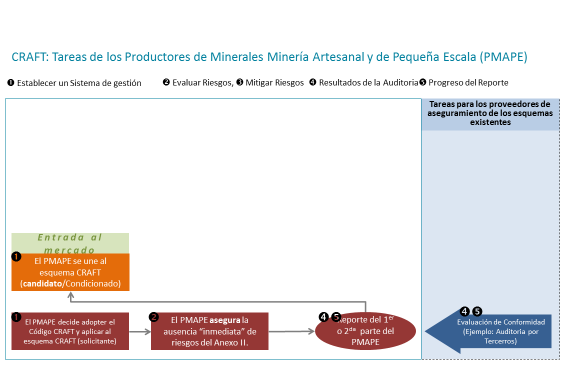 CRAFT: Tareas de los Productores de Minerales Minería Artesanal y de Pequeña Escala (PMAPE)
❶ Establecer un Sistema de gestión ❷ Evaluar Riesgos, ❸ Mitigar Riesgos ❹ Resultados de la Auditoria ❺ Progreso del Reporte
Tareas para los proveedores de
aseguramiento de los esquemas
existentes
Entrada al
mercado
❶
El PMAPE se une al
esquema CRAFT
(candidato/Condicionado)
❶
El PMAPE decide adopter el
Código CRAFT y aplicar al
esquema CRAFT (solicitante)
❷
El PMAPE asegura la
ausencia “inmediata” de
riesgos del Anexo II.
❹ ❺
Reporte del 1er
o 2da parte del
PMAPE
❹ ❺
Evaluación de Conformidad
(Ejemplo: Auditoria por
Tercerros)